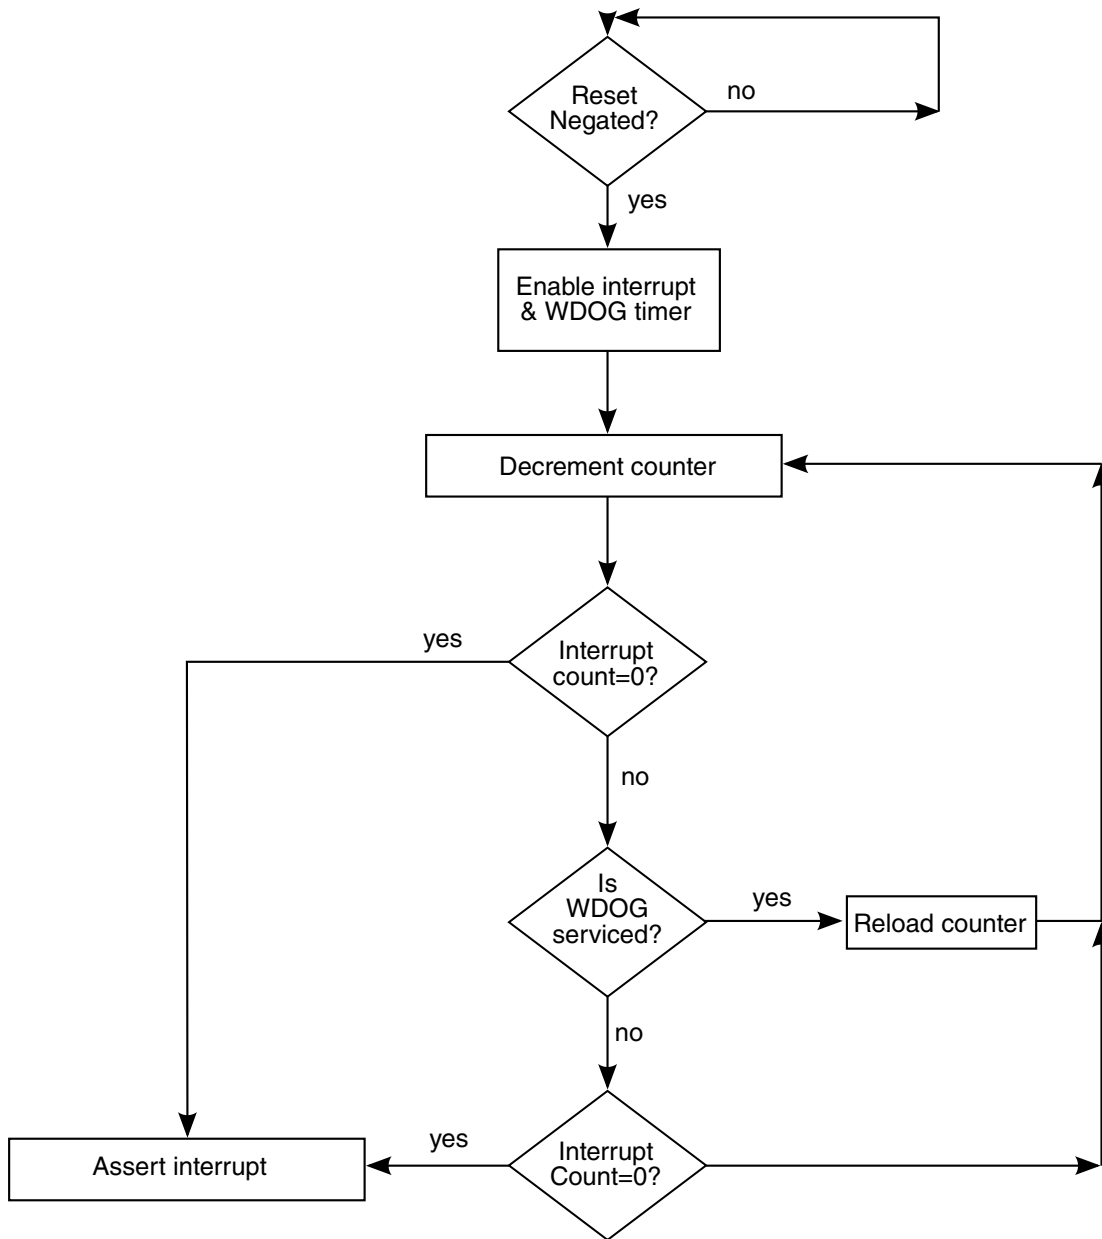 Reset
Negated?
no
yes
Enable interrupt
& WDOG timer
Decrement counter
yes
Interrupt
count=0?
no
Is
WDOG
serviced?
yes
Reload counter
no
yes
Interrupt
Count=0?
Assert interrupt